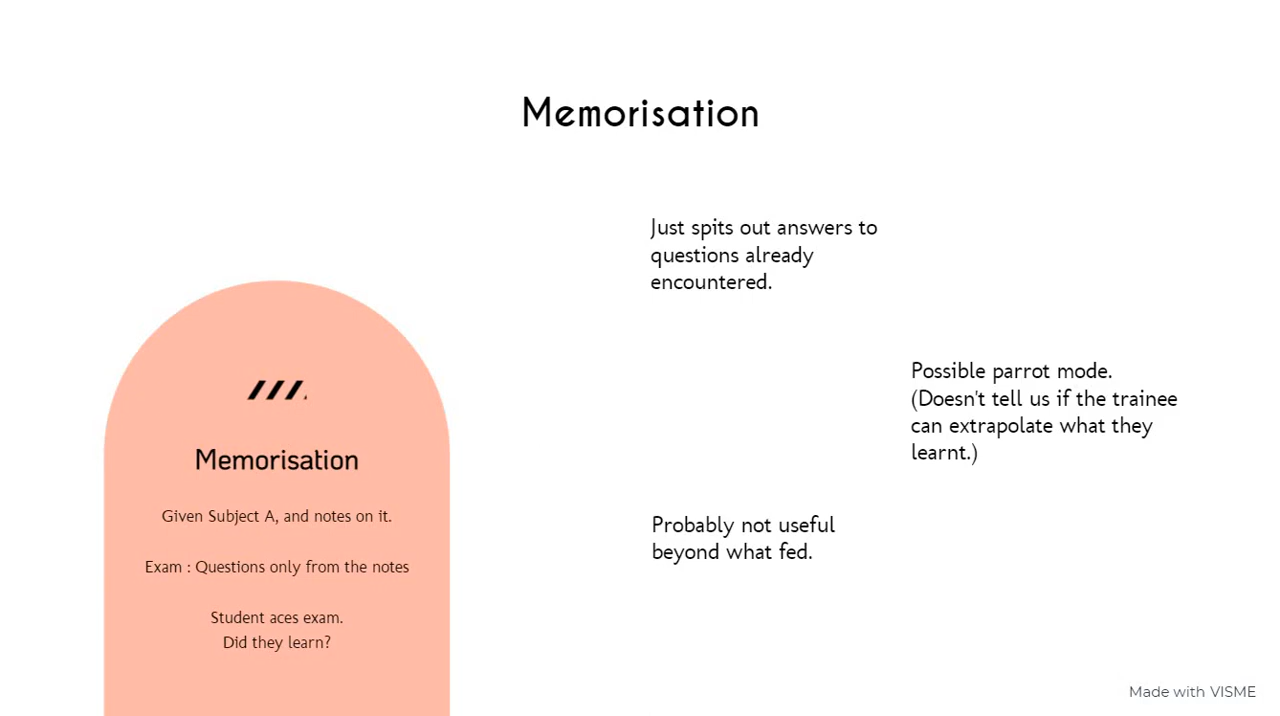 Memorisation
Just spits out answers to
questions already
encountered.
Possible parrot mode.
(Doesn't tell us if the trainee
can extrapolate what they
learnt.)
Probably not useful
beyond what fed.
Memorisation
Given Subject A, and notes on it.
Exam : Questions only from the notes
Student aces exam.
Did they learn?
Made with VISME